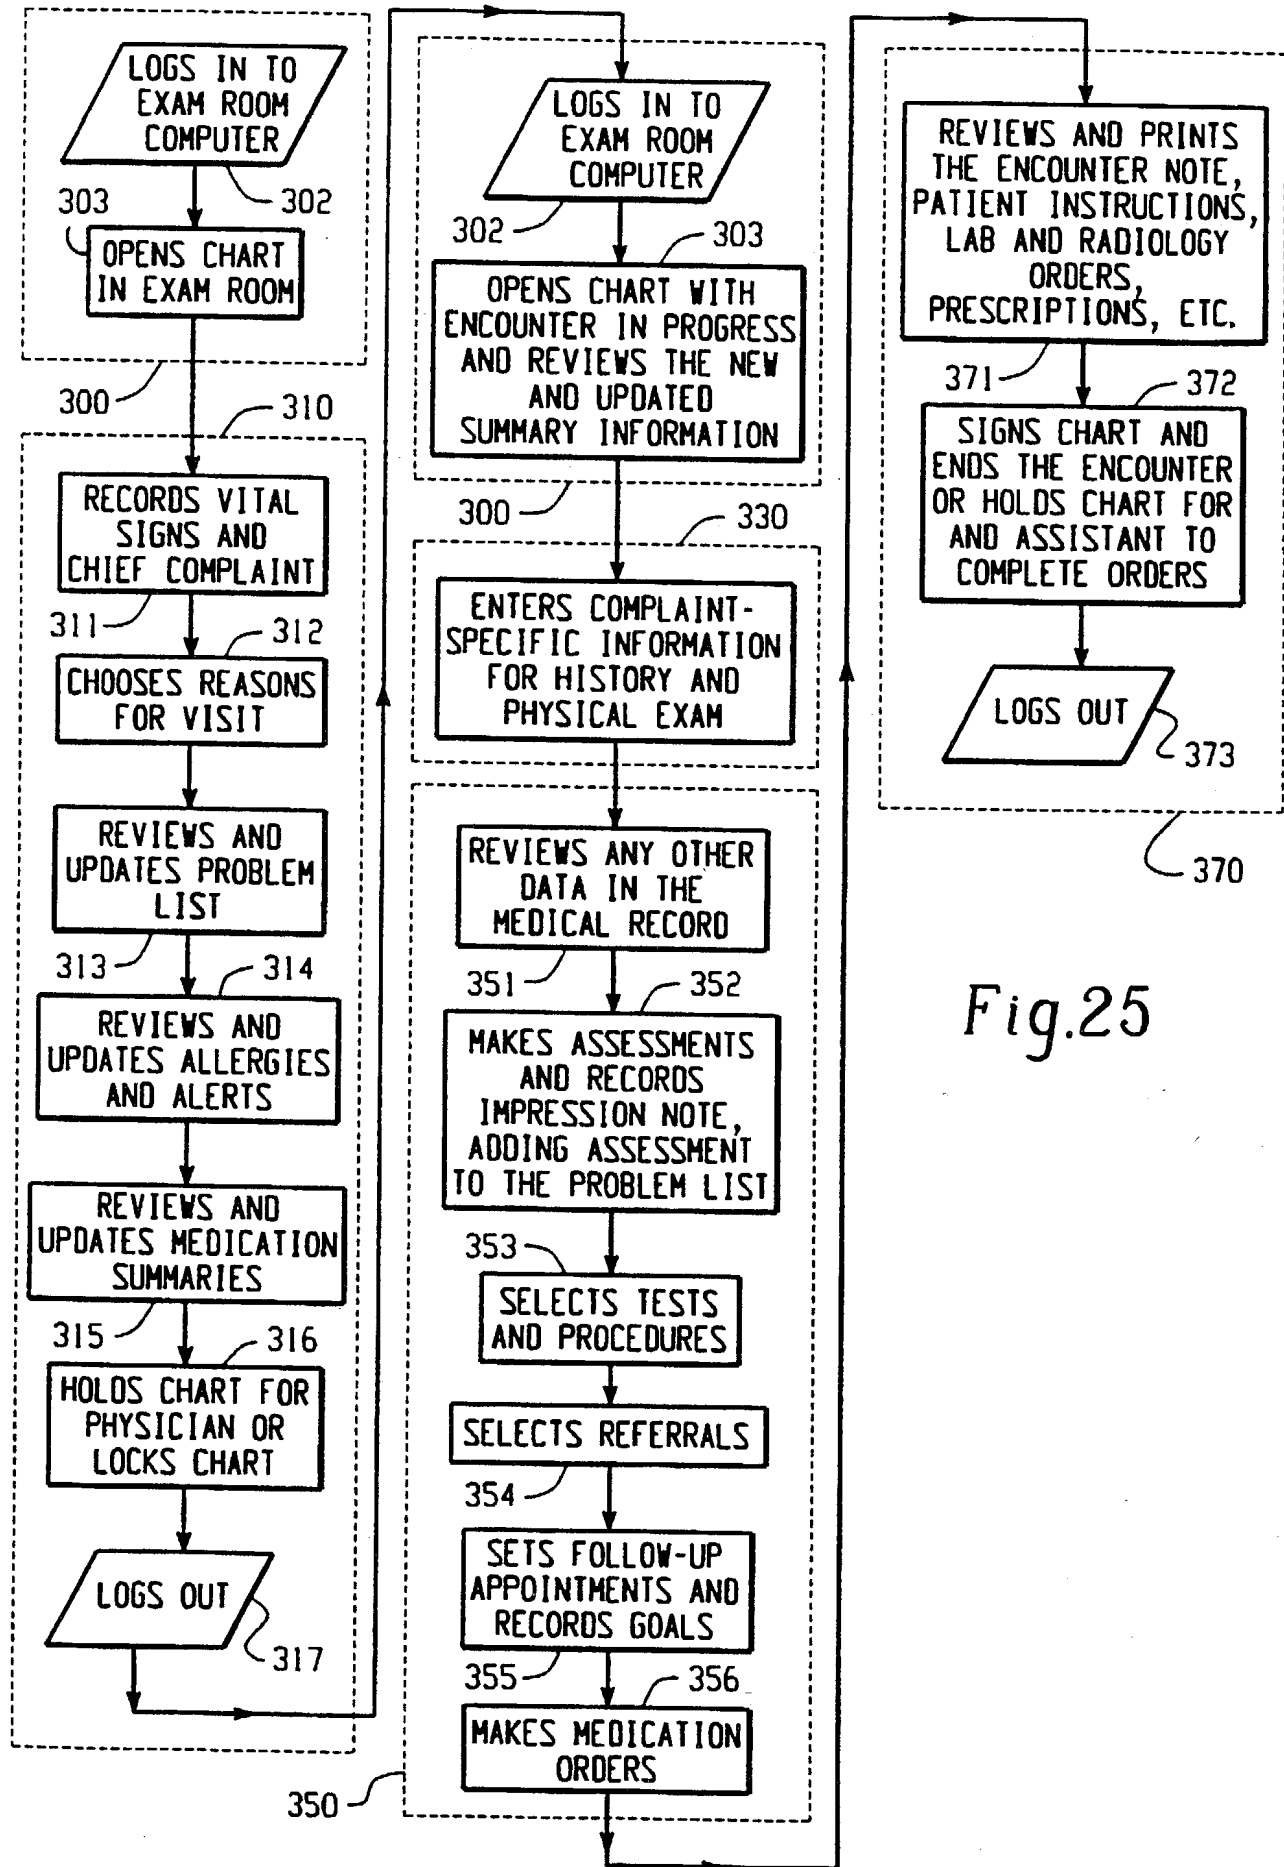 LOGS IN TO
EXAM ROOM
COMPUTER
303
302
OPENS CHART
IN EXAM ROOM
300
310
RECORDS VITAL
SIGNS AND
CHIEF COMPLAINT
311
312
CHOOSES REASONS
FOR VISIT
REVIEWS AND
UPDATES PROBLEM
LIST
313
314
REVIEWS AND
UPDATES ALLERGIES
AND ALERTS
REVIEWS AND
UPDATES MEDICATION
SUMMARIES
315
316
HOLDS CHART FOR
PHYSICIAN OR
LOCKS CHART
LOGS OUT
317
LOGS IN TO
EXAM ROOM
COMPUTER
302
303
OPENS CHART WITH
ENCOUNTER IN PROGRESS
AND REVIEWS THE NEW
AND UPDATED
SUMMARY INFORMATION
300
330
ENTERS COMPLAINT-
SPECIFIC INFORMATION
FOR HISTORY AND
PHYSICAL EXAM
REVIEWS ANY OTHER
DATA IN THE
MEDICAL RECORD
351
352
MAKES ASSESSMENTS
AND RECORDS
IMPRESSION NOTE,
ADDING ASSESSMENT
TO THE PROBLEM LIST
353
SELECTS TESTS
AND PROCEDURES
SELECTS REFERRALS
354
SETS FOLLOW-UP
APPOINTMENTS AND
RECORDS GOALS
355
356
MAKES MEDICATION
ORDERS
350
REVIEWS AND PRINTS
THE ENCOUNTER NOTE,
PATIENT INSTRUCTIONS,
LAB AND RADIOLOGY
ORDERS,
PRESCRIPTIONS, ETC.
371
372
SIGNS CHART AND
ENDS THE ENCOUNTER
OR HOLDS CHART FOR
AND ASSISTANT TO
COMPLETE ORDERS
LOGS OUT
373
370
Fig.25